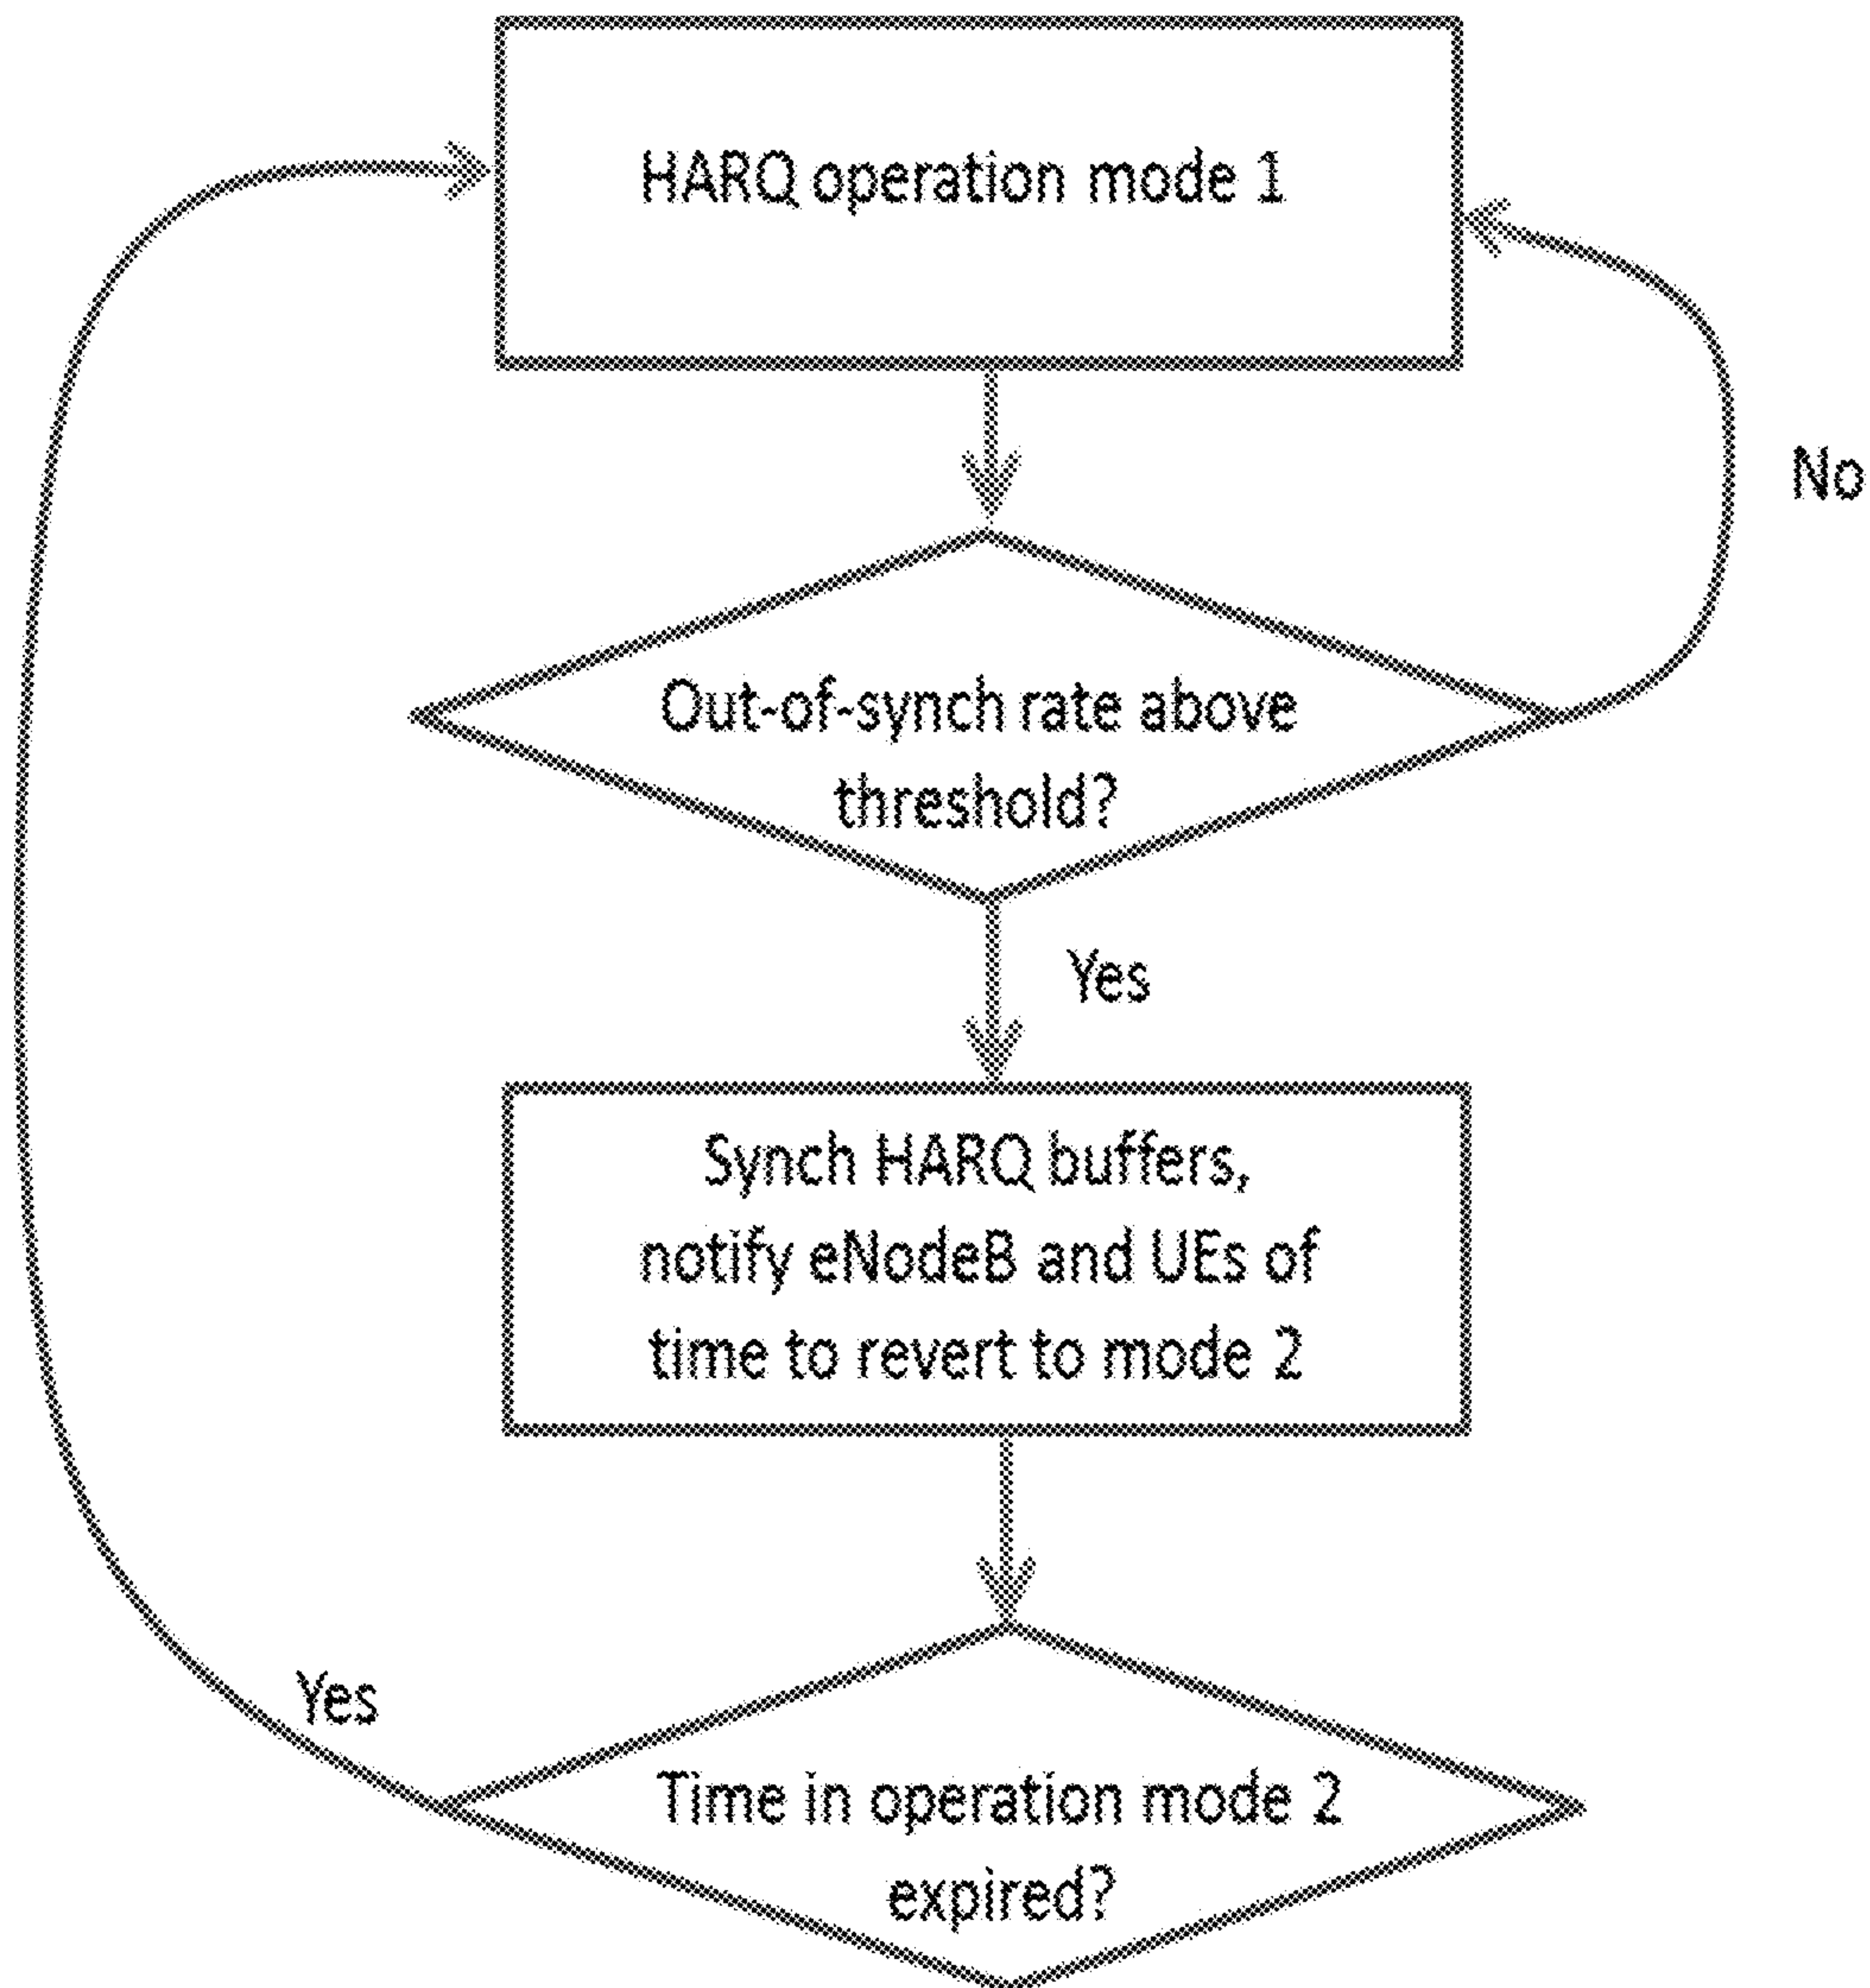 HARQ operation mode 1
No
Out-of-synch rate above
threshold?
Yes
Synch HARQ buffers,
notify eNodeB and UEs of
time to revert to mode 2
Yes
Time in operation mode 2
expired?